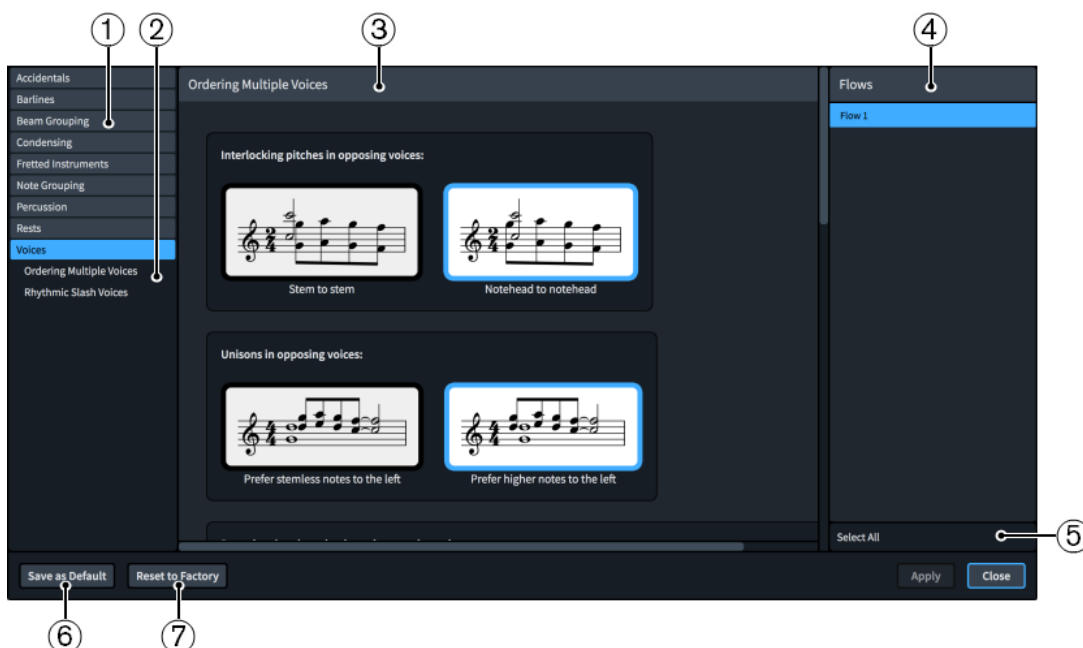 ① ② ③ ④
Accidentals
Barlines
Beam Grouping
Condensing
Fretted Instruments
Note Grouping
Percussion
Rests
Voices
Ordering Multiple Voices
Rhythmic Slash Voices
Ordering Multiple Voices
Interlocking pitches in opposing voices:
Stem to stem
Notehead to notehead
Unisons in opposing voices:
Prefer stemless notes to the left
Prefer higher notes to the left
Flows
Flow 1
Select All
⑤
Save as Default
Reset to Factory
Apply
Close
⑥ ⑦